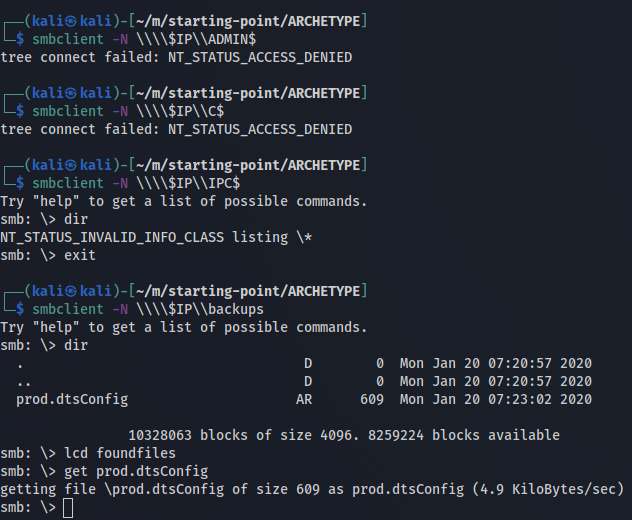 ┌──(kali㉿kali)-[~/m/starting-point/ARCHETYPE]
└─$ smbclient -N \\\\$IP\\ADMIN$
tree connect failed: NT_STATUS_ACCESS_DENIED
┌──(kali㉿kali)-[~/m/starting-point/ARCHETYPE]
└─$ smbclient -N \\\\$IP\\C$
tree connect failed: NT_STATUS_ACCESS_DENIED
┌──(kali㉿kali)-[~/m/starting-point/ARCHETYPE]
└─$ smbclient -N \\\\$IP\\IPC$
Try "help" to get a list of possible commands.
smb: \> dir
NT_STATUS_INVALID_INFO_CLASS listing \*
smb: \> exit
┌──(kali㉿kali)-[~/m/starting-point/ARCHETYPE]
└─$ smbclient -N \\\\$IP\\backups
Try "help" to get a list of possible commands.
smb: \> dir
  .                                   D        0  Mon Jan 20 07:20:57 2020
  ..                                  D        0  Mon Jan 20 07:20:57 2020
  prod.dtsConfig                     AR      609  Mon Jan 20 07:23:02 2020
10328063 blocks of size 4096. 8259224 blocks available
smb: \> lcd foundfiles
smb: \> get prod.dtsConfig
getting file \prod.dtsConfig of size 609 as prod.dtsConfig (4.9 KiloBytes/sec)
smb: \>